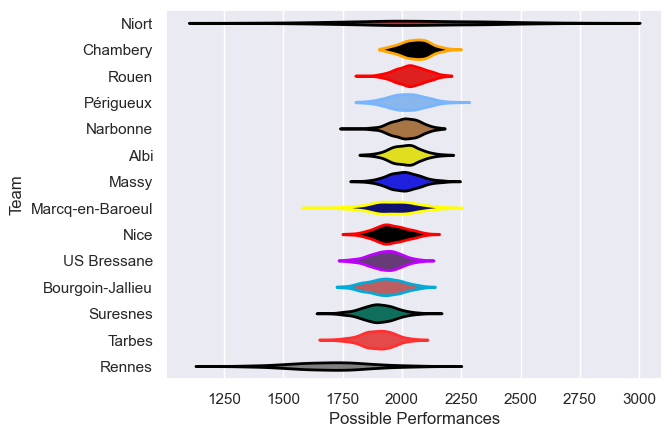 Niort
Chambery
Rouen
Périgueux
Narbonne
Albi
Massy
Marcq-en-Baroeul
Nice
US Bressane
Bourgoin-Jallieu
Suresnes
Tarbes
Rennes
Team
1250 1500 1750 2000 2250 2500 2750 3000
Possible Performances